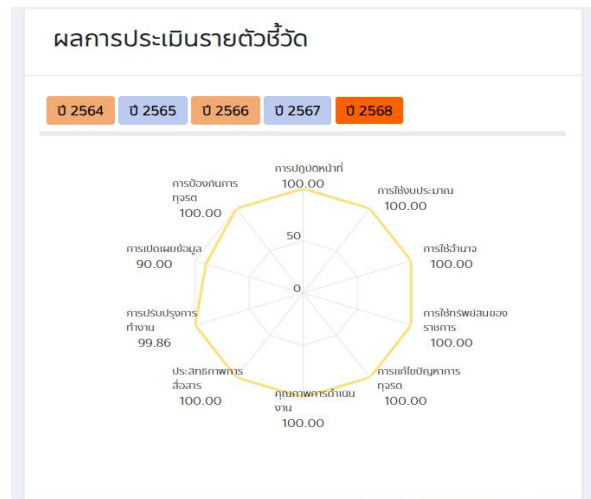 ผลการประเมินรายตัวชี้วัด
ปี 2564 ปี 2565 ปี 2566 ปี 2567 ปี 2568
การปฏิบัติหน้าที่
100.00
การใช้งบประมาณ
100.00
การใช้อำนาจ
100.00
การใช้ทรัพย์สินของ
ราชการ
100.00
การแก้ไขปัญหาการ
ทุจริต
100.00
คุณภาพการดำเนิน
งาน
100.00
ประสิทธิภาพการ
สื่อสาร
100.00
การปรับปรุงการ
ทำงาน
99.86
การเปิดเผยข้อมูล
90.00
การป้องกันการ
ทุจริต
100.00
50
0